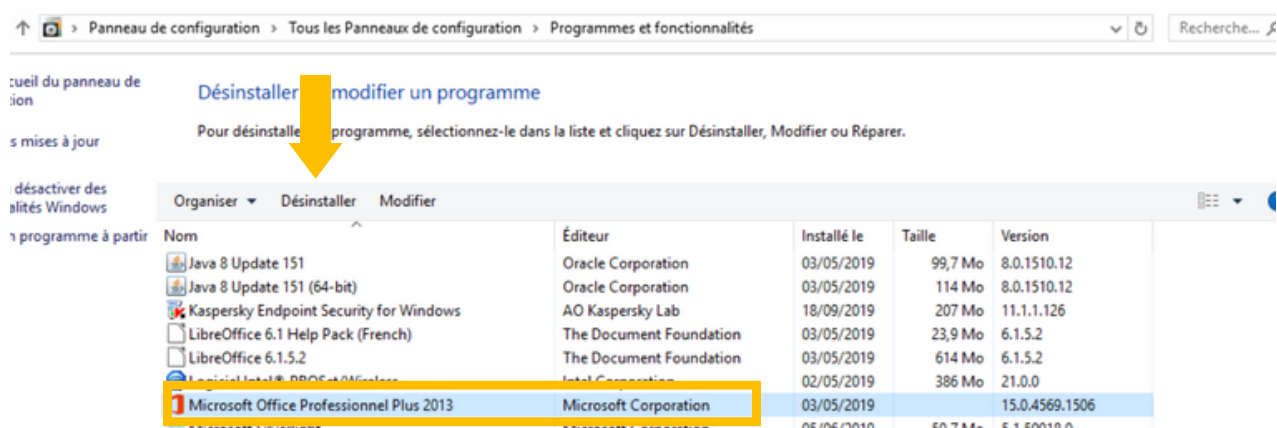 Panneau de configuration > Tous les Panneaux de configuration > Programmes et fonctionnalités Recherche...
cueil du panneau de
tion
Désinstaller modifier un programme
s mises à jour
Pour désinstalle programme, sélectionnez-le dans la liste et cliquez sur Désinstaller, Modifier ou Réparer.
désactiver des
alités Windows
Organiser Désinstaller Modifier
n programme à partir
Nom Éditeur Installé le Taille Version
Java 8 Update 151 Oracle Corporation 03/05/2019 99,7 Mo 8.0.1510.12
Java 8 Update 151 (64-bit) Oracle Corporation 03/05/2019 114 Mo 8.0.1510.12
Kaspersky Endpoint Security for Windows AO Kaspersky Lab 18/09/2019 207 Mo 11.1.1.126
LibreOffice 6.1 Help Pack (French) The Document Foundation 03/05/2019 23,9 Mo 6.1.5.2
LibreOffice 6.1.5.2 The Document Foundation 03/05/2019 614 Mo 6.1.5.2
Logiciel Intel® PROSet/Wireless Intel Corporation 02/05/2019 386 Mo 21.0.0
Microsoft Office Professionnel Plus 2013 Microsoft Corporation 03/05/2019 15.0.4569.1506